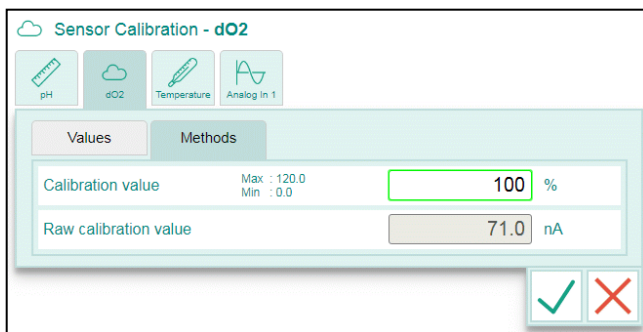 Sensor Calibration - dO2
pH dO2 Temperature Analog In 1
Values Methods
Calibration value Max : 120.0 100 %
Min : 0.0
Raw calibration value 71.0 nA